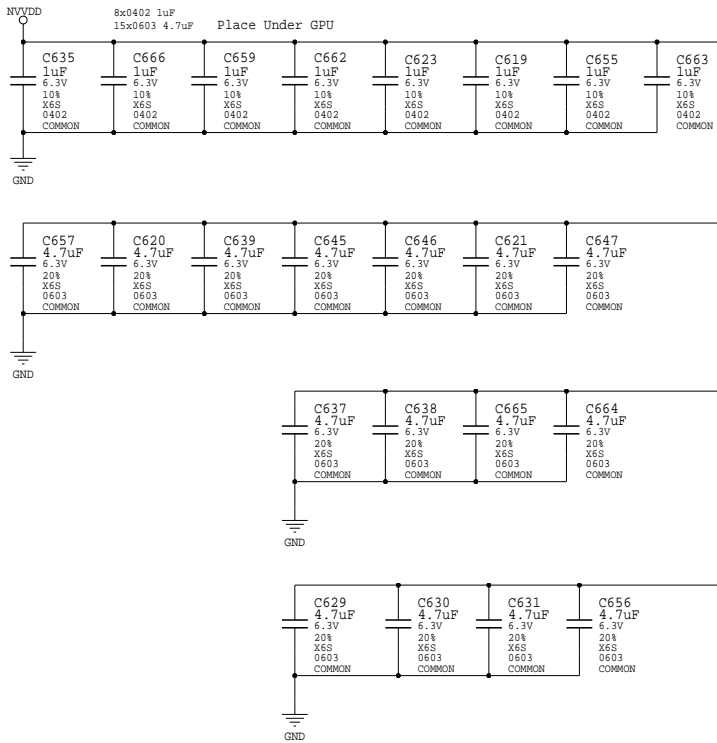 NVVDD
8x0402 1uF
15x0603 4.7uF
Place Under GPU
C635
1uF
6.3V
10%
X6S
0402
COMMON
C666
1uF
6.3V
10%
X6S
0402
COMMON
C659
1uF
6.3V
10%
X6S
0402
COMMON
C662
1uF
6.3V
10%
X6S
0402
COMMON
C623
1uF
6.3V
10%
X6S
0402
COMMON
C619
1uF
6.3V
10%
X6S
0402
COMMON
C655
1uF
6.3V
10%
X6S
0402
COMMON
C663
1uF
6.3V
10%
X6S
0402
COMMON
GND
C657
4.7uF
6.3V
20%
X6S
0603
COMMON
C620
4.7uF
6.3V
20%
X6S
0603
COMMON
C639
4.7uF
6.3V
20%
X6S
0603
COMMON
C645
4.7uF
6.3V
20%
X6S
0603
COMMON
C646
4.7uF
6.3V
20%
X6S
0603
COMMON
C621
4.7uF
6.3V
20%
X6S
0603
COMMON
C647
4.7uF
6.3V
20%
X6S
0603
COMMON
GND
C637
4.7uF
6.3V
20%
X6S
0603
COMMON
C638
4.7uF
6.3V
20%
X6S
0603
COMMON
C665
4.7uF
6.3V
20%
X6S
0603
COMMON
C664
4.7uF
6.3V
20%
X6S
0603
COMMON
GND
C629
4.7uF
6.3V
20%
X6S
0603
COMMON
C630
4.7uF
6.3V
20%
X6S
0603
COMMON
C631
4.7uF
6.3V
20%
X6S
0603
COMMON
C656
4.7uF
6.3V
20%
X6S
0603
COMMON
GND